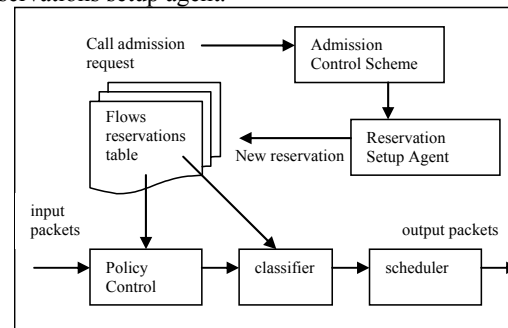 servations setup agent.
Call admission
request
Admission
Control Scheme
Flows
reservations
table
New reservation
Reservation
Setup Agent
input
packets
output packets
Policy
Control
classifier
scheduler